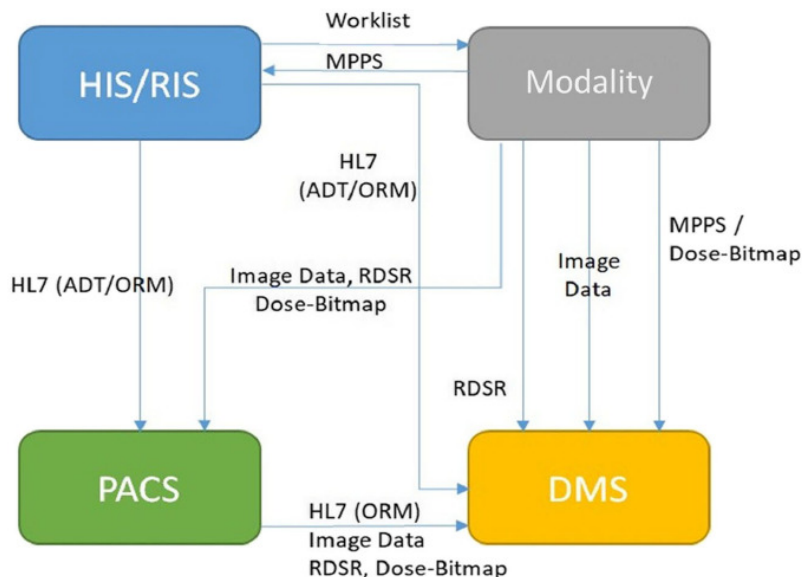 Worklist
MPPS
HIS/RIS
Modality
HL7
(ADT/ORM)
MPPS /
Dose-Bitmap
Image
Data
HL7 (ADT/ORM)
Image Data, RDSR
Dose-Bitmap
RDSR
PACS
DMS
HL7 (ORM)
Image Data
RDSR, Dose-Bitmap